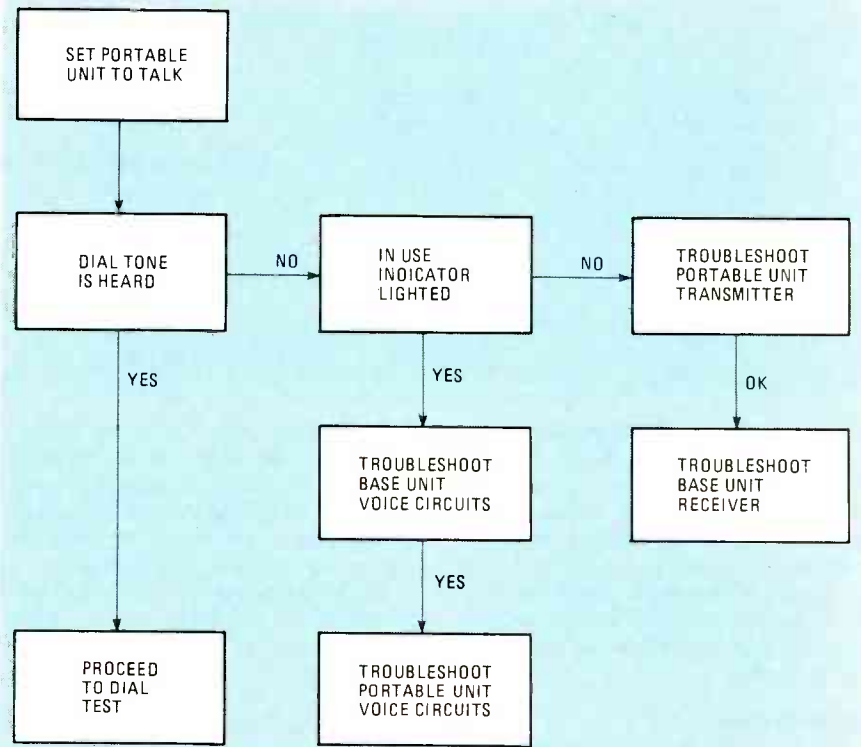 SET PORTABLE
UNIT TO TALK
DIAL TONE
IS HEARD
NO
IN USE
INDICATOR
LIGHTED
NO
TROUBLESHOOT
PORTABLE UNIT
TRANSMITTER
YES
YES
OK
TROUBLESHOOT
BASE UNIT
VOICE CIRCUITS
TROUBLESHOOT
BASE UNIT
RECEIVER
YES
PROCEED
TO DIAL
TEST
TROUBLESHOOT
PORTABLE UNIT
VOICE CIRCUITS